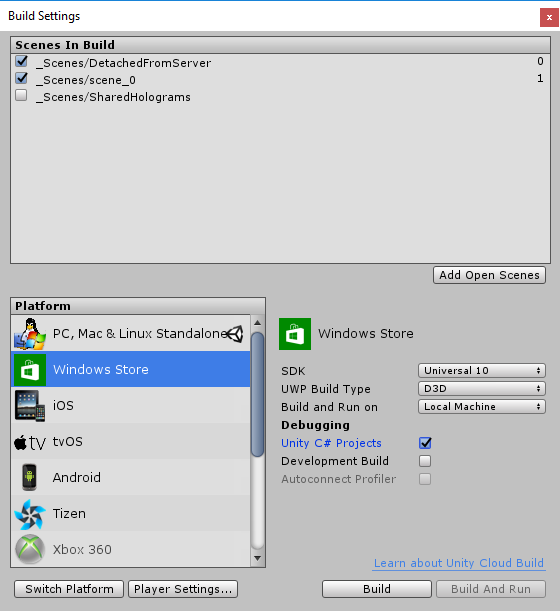 Build Settings
x
Scenes In Build
_Scenes/DetachedFromServer 0
_Scenes/scene_0 1
_Scenes/SharedHolograms
Add Open Scenes
Platform
PC, Mac & Linux Standalone
Windows Store
iOS
tv tvOS
Android
Tizen
Xbox 360
Windows Store
SDK Universal 10
UWP Build Type D3D
Build and Run on Local Machine
Debugging
Unity C# Projects
Development Build
Autoconnect Profiler
Learn about Unity Cloud Build
Switch Platform Player Settings... Build Build And Run